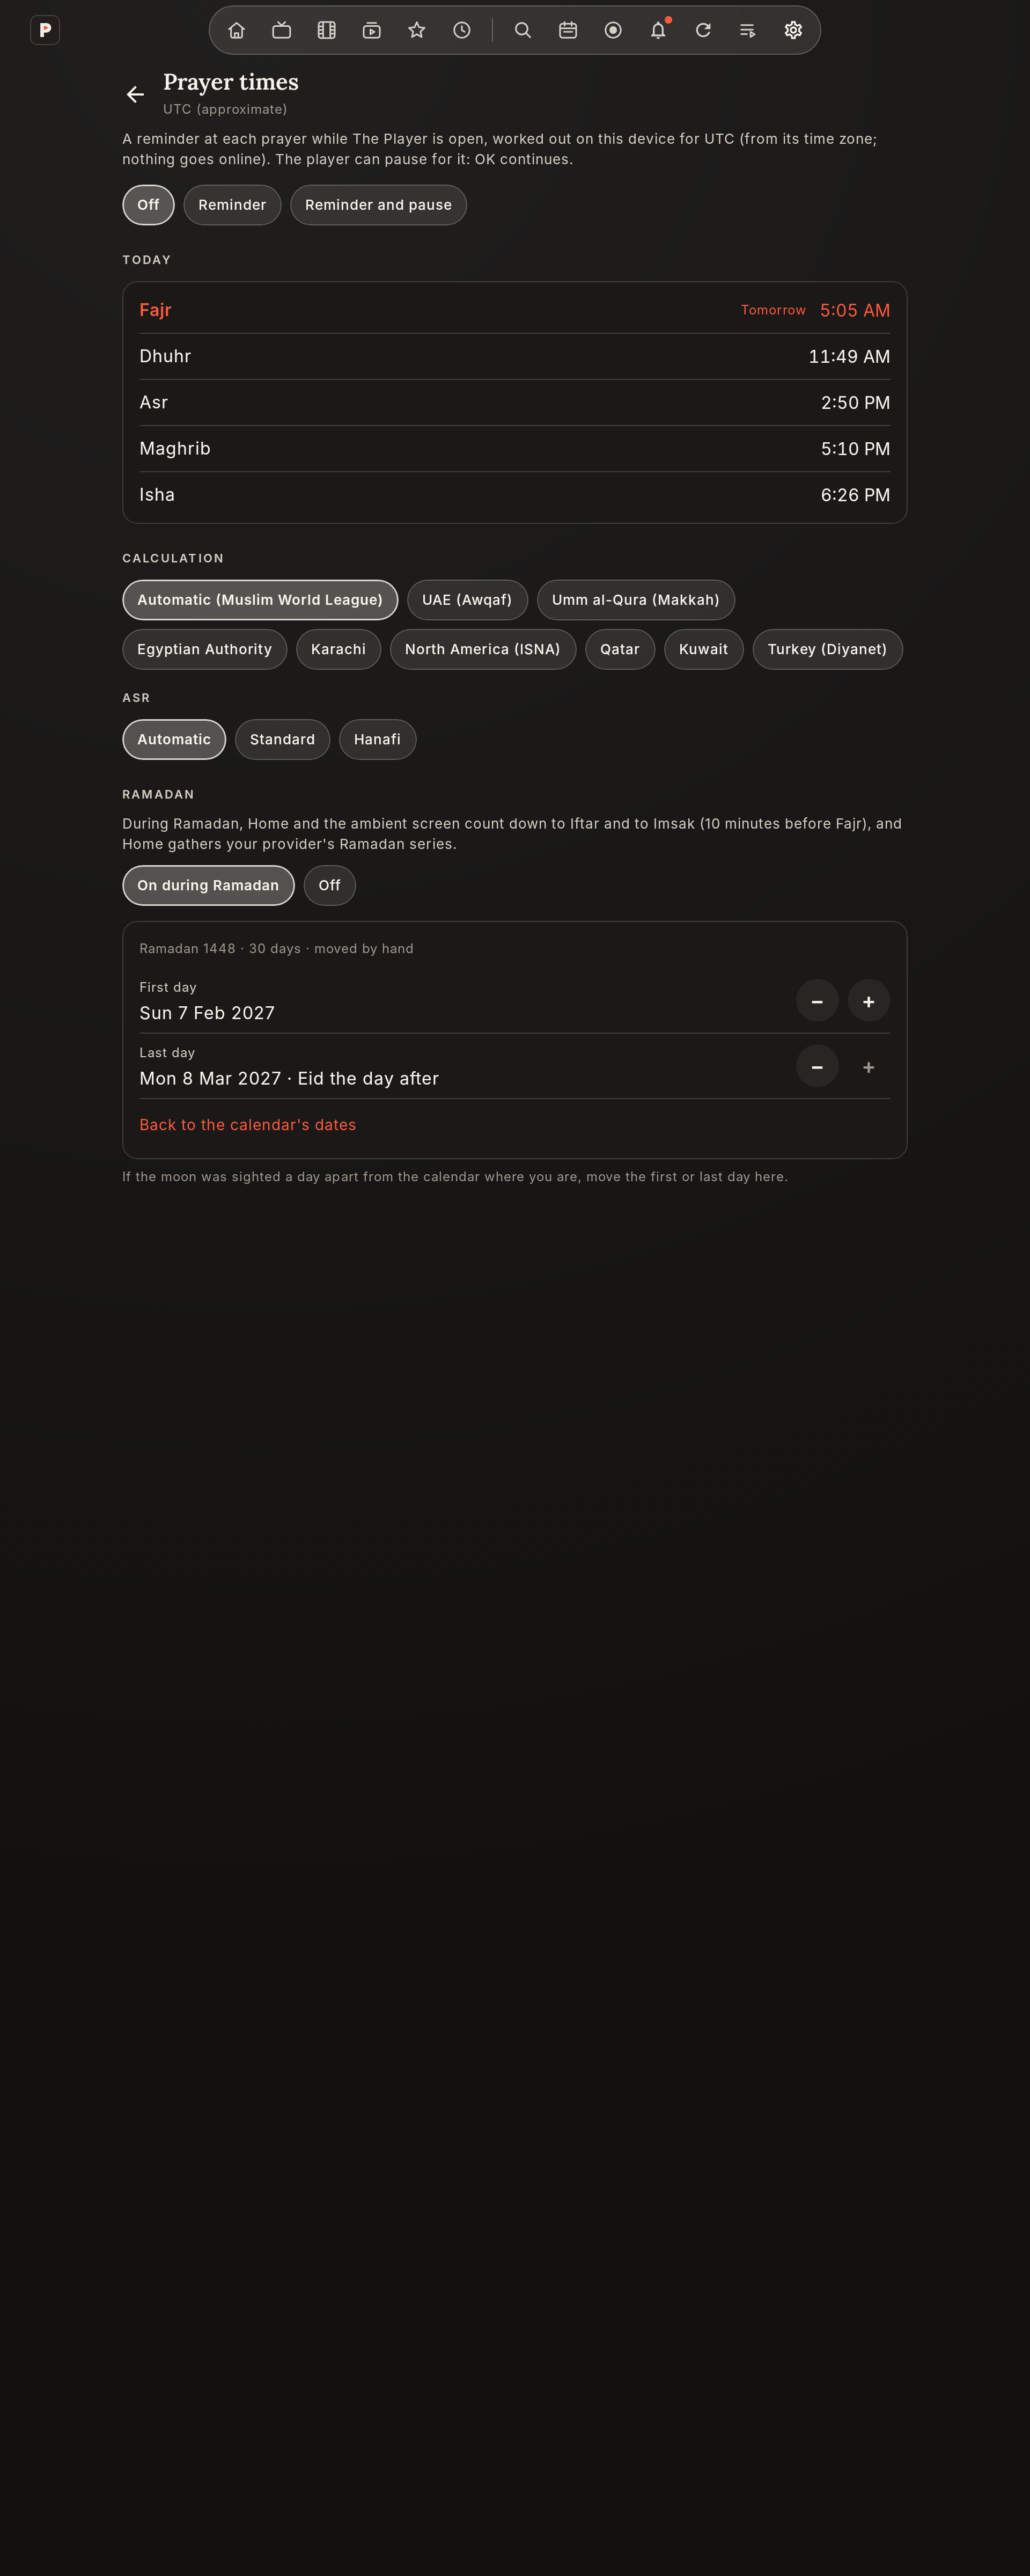 P
Prayer times
UTC (approximate)
A reminder at each prayer while The Player is open, worked out on this device for UTC (from its time zone;
nothing goes online). The player can pause for it: OK continues.
Off
Reminder
Reminder and pause
TODAY
Fajr Tomorrow 5:05 AM
Dhuhr 11:49 AM
Asr 2:50 PM
Maghrib 5:10 PM
Isha 6:26 PM
CALCULATION
Automatic (Muslim World League) UAE (Awqaf) Umm al-Qura (Makkah)
Egyptian Authority Karachi North America (ISNA) Qatar Kuwait Turkey (Diyanet)
ASR
Automatic Standard Hanafi
RAMADAN
During Ramadan, Home and the ambient screen count down to Iftar and to Imsak (10 minutes before Fajr), and
Home gathers your provider's Ramadan series.
On during Ramadan Off
Ramadan 1448 · 30 days · moved by hand
First day
Sun 7 Feb 2027 − +
Last day
Mon 8 Mar 2027 · Eid the day after − +
Back to the calendar's dates
If the moon was sighted a day apart from the calendar where you are, move the first or last day here.